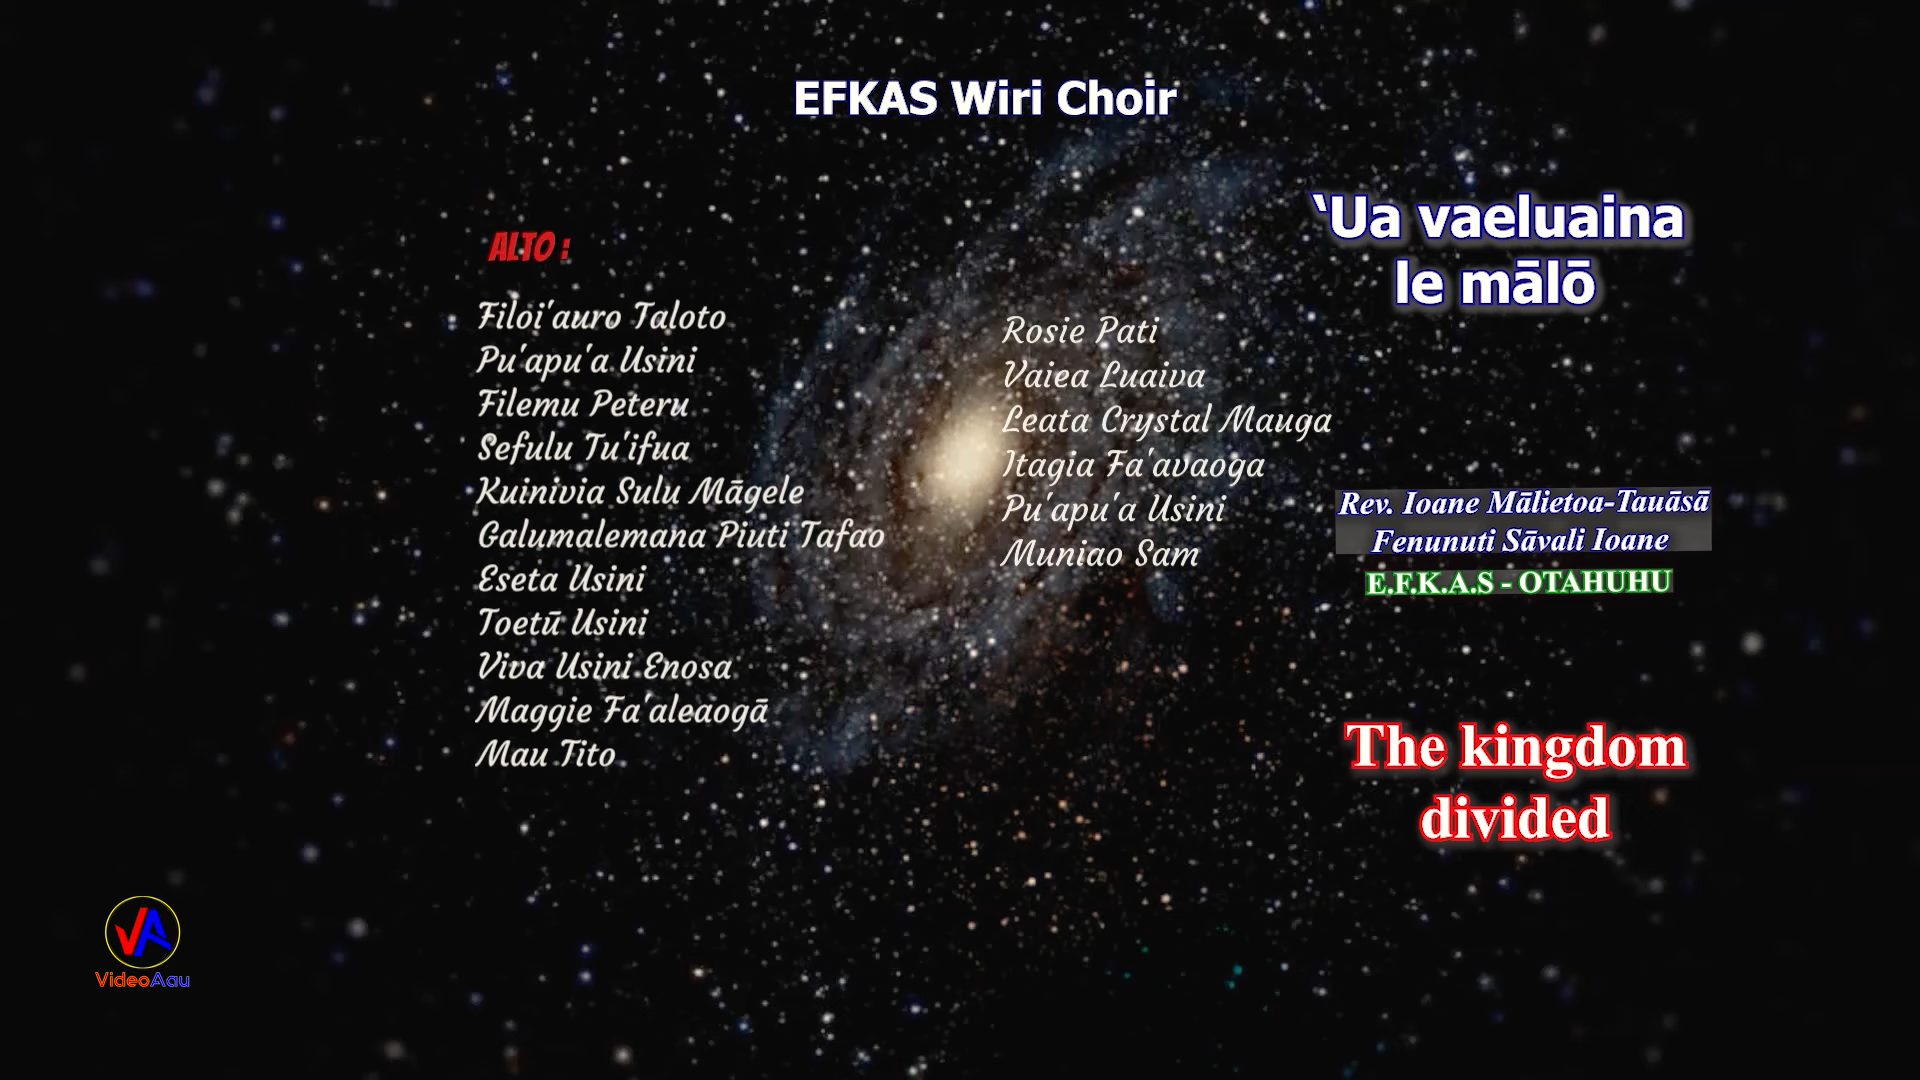 EFKAS Wiri Choir
ALTO :
Filoi'auro Taloto
Pu'apu'a Usini
Filemu Peteru
Sefulu Tu'ifua
Kuinivia Sulu Māgele
Galumalemana Piuti Tafao
Eseta Usini
Toetū Usini
Viva Usini Enosa
Maggie Fa'aleaogā
Mau Tito
Rosie Pati
Vaiea Luaiva
Leata Crystal Mauga
Itagia Fa'avaoga
Pu'apu'a Usini
Muniao Sam
‘Ua vaeluaina
le mālō
Rev. Ioane Mālietoa-Tauāsā
Fenunuti Sāvali Ioane
E.F.K.A.S - OTAHUHU
The kingdom
divided
VA
VideoAau